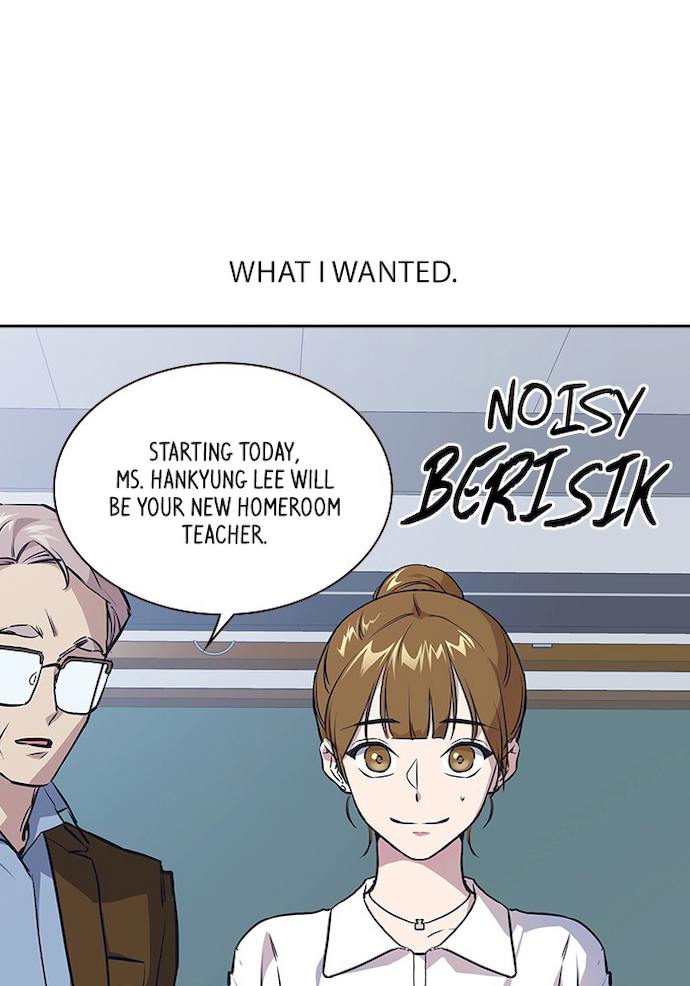 WHAT I WANTED.
STARTING TODAY,
MS. HANKYUNG LEE WILL
BE YOUR NEW HOMEROOM
TEACHER.
NOISY
BERISIK